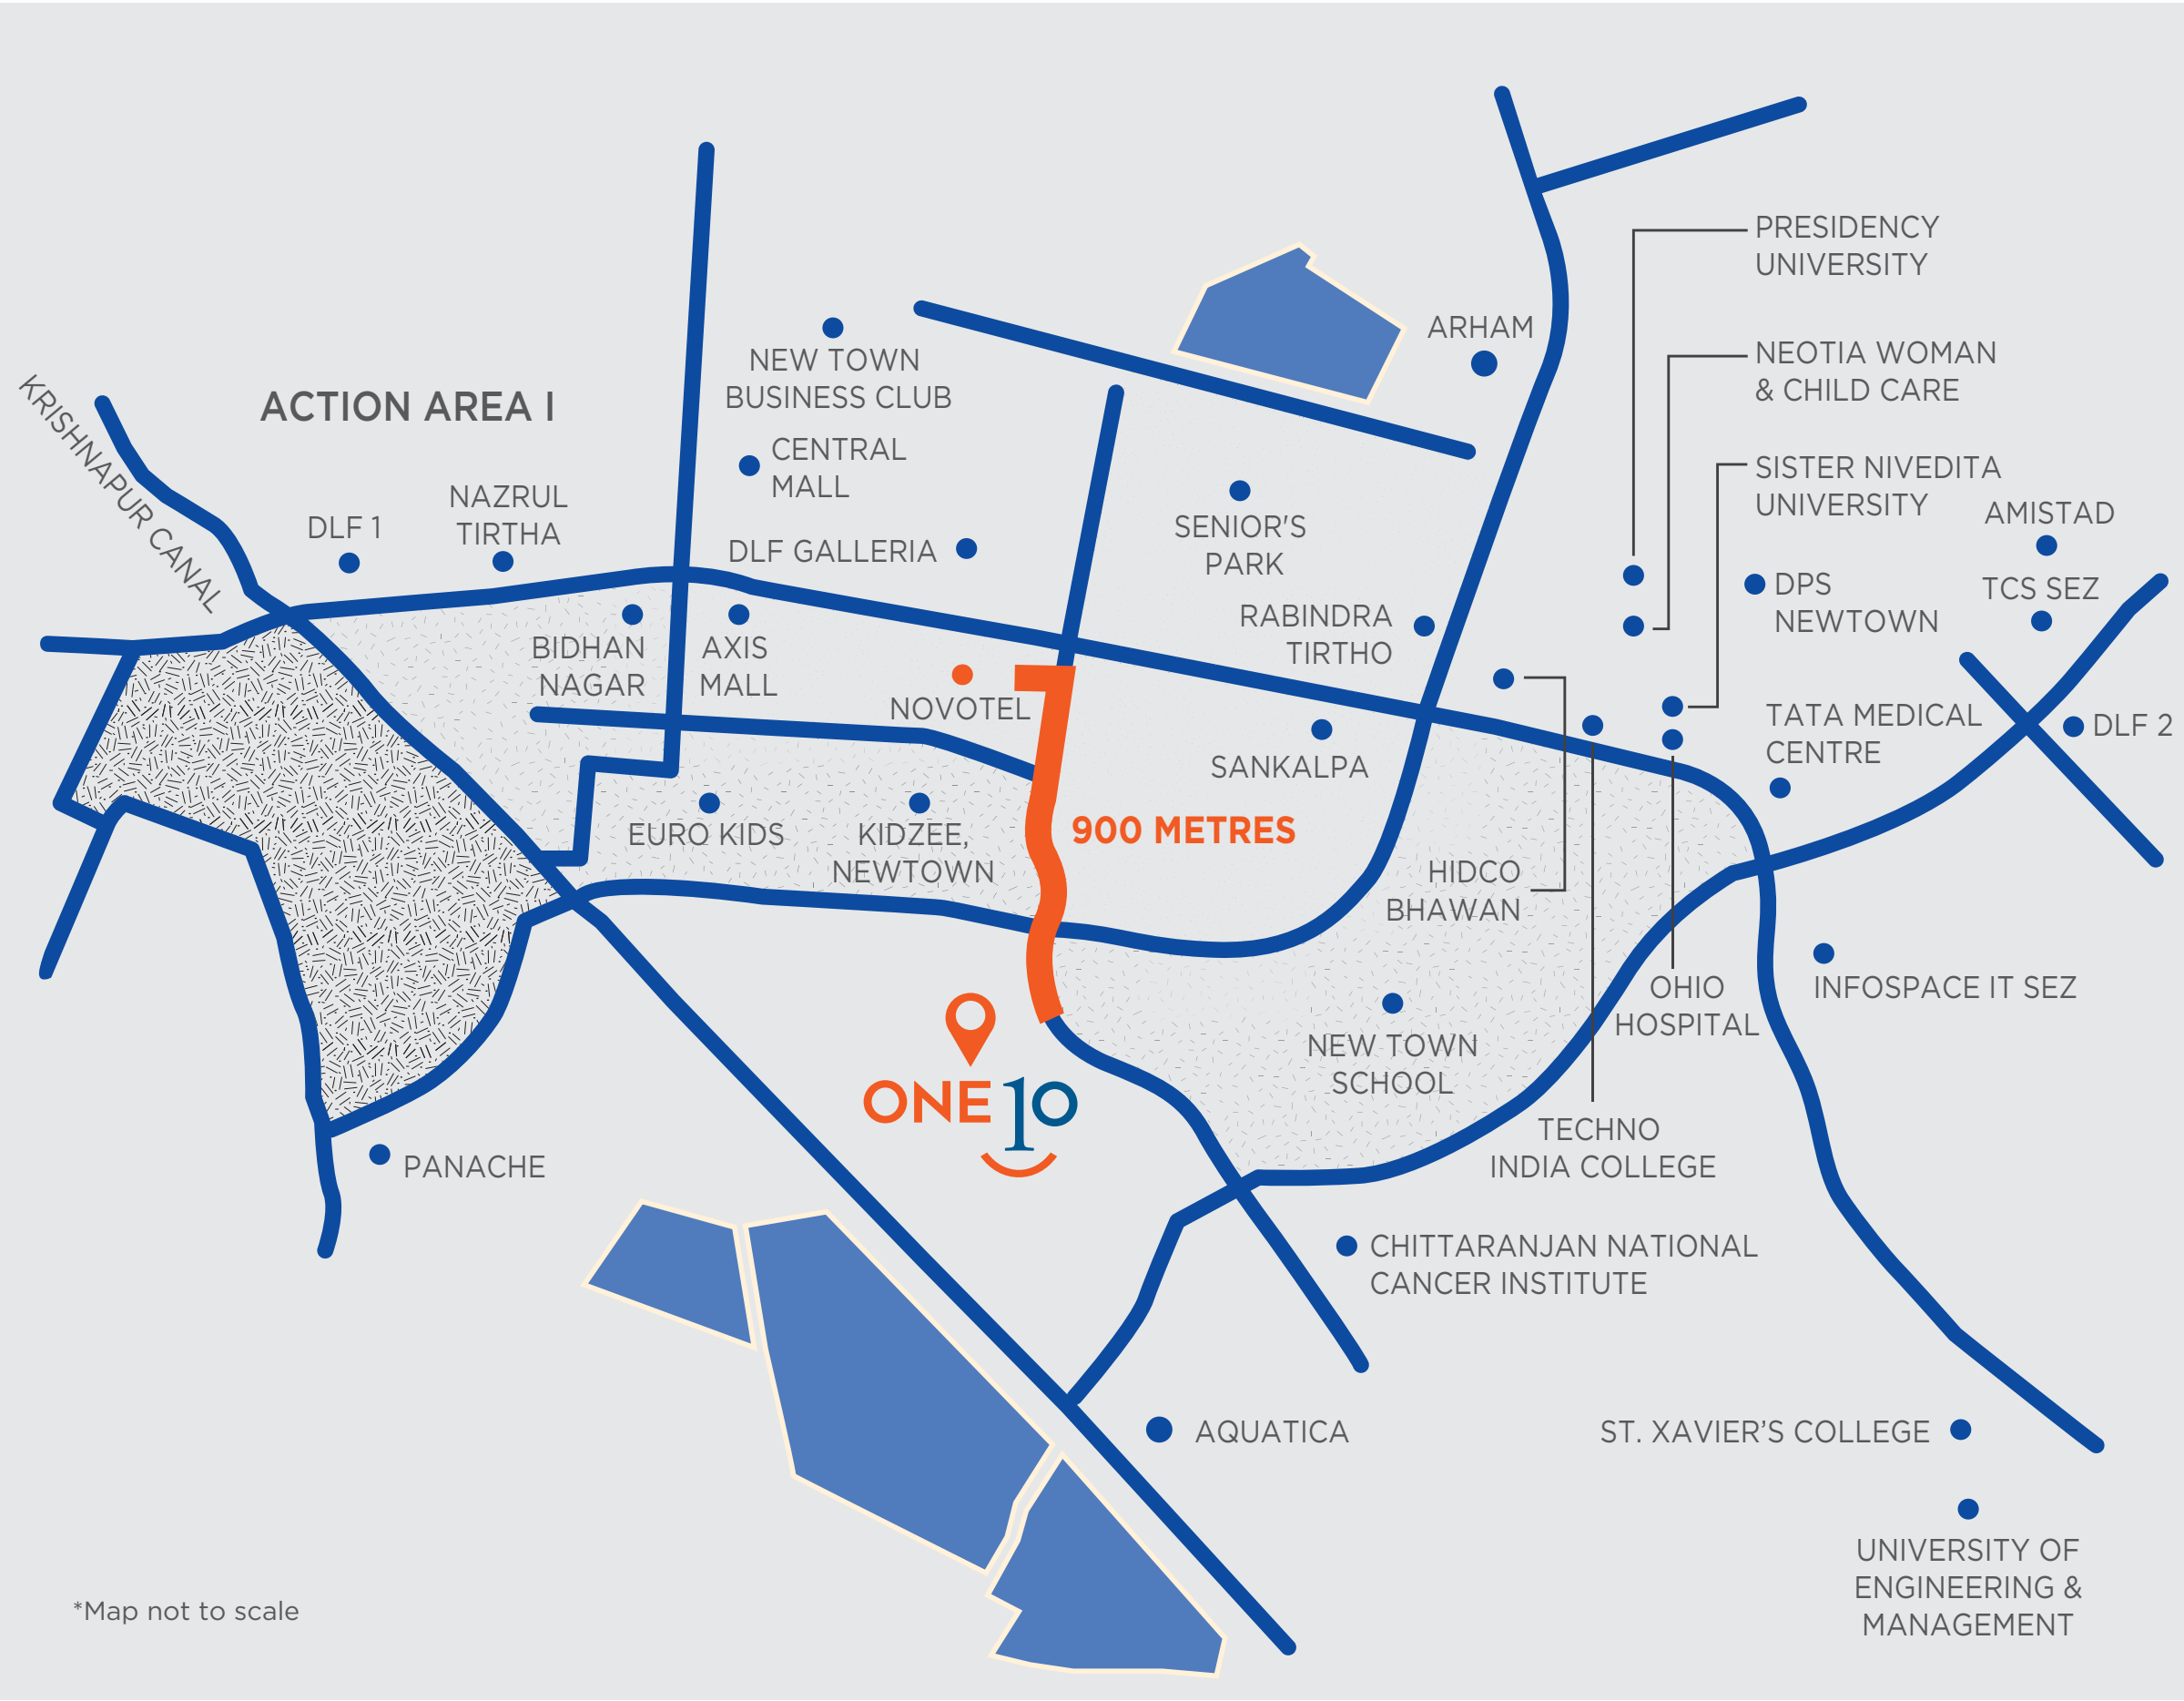 PRESIDENCY
UNIVERSITY
ARHAM
NEOTIA WOMAN
& CHILD CARE
NEW TOWN
BUSINESS CLUB
KRISHNAPUR CANAL
ACTION AREA I
CENTRAL
MALL
SISTER NIVEDITA
UNIVERSITY
AMISTAD
NAZRUL
TIRTHA
DLF 1
DLF GALLERIA
SENIOR'S
PARK
DPS
NEWTOWN
TCS SEZ
RABINDRA
TIRTHO
BIDHAN
NAGAR
AXIS
MALL
NOVOTEL
TATA MEDICAL
CENTRE
DLF 2
SANKALPA
EURO KIDS
KIDZEE,
NEWTOWN
900 METRES
HIDCO
BHAWAN
OHIO
HOSPITAL
INFOSPACE IT SEZ
NEW TOWN
SCHOOL
ONE10
TECHNO
INDIA COLLEGE
PANACHE
CHITTARANJAN NATIONAL
CANCER INSTITUTE
AQUATICA
ST. XAVIER’S COLLEGE
UNIVERSITY OF
ENGINEERING &
MANAGEMENT
*Map not to scale